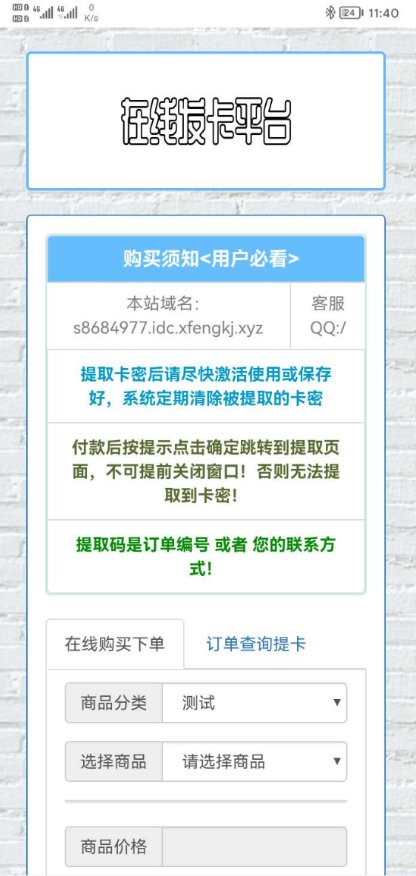 0
K/s
24
11:40
在线发卡平台
购买须知<用户必看>
本站域名：
s8684977.idc.xfengkj.xyz
客服
QQ:/
提取卡密后请尽快激活使用或保存
好，系统定期清除被提取的卡密
付款后按提示点击确定跳转到提取页
面，不可提前关闭窗口！否则无法提
取到卡密！
提取码是订单编号 或者 您的联系方
式！
在线购买下单
订单查询提卡
商品分类
测试
选择商品
请选择商品
商品价格